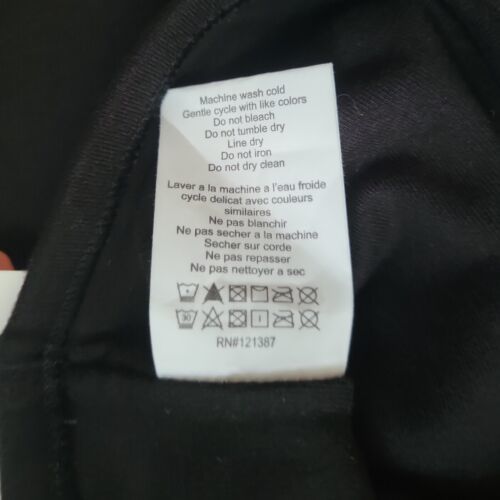 Machine wash cold
Gentle cycle with like colors
Do not bleach
Do not tumble dry
Line dry
Do not iron
Do not dry clean
Laver a la machine a l'eau froide
cycle delicat avec couleurs
similaires
Ne pas blanchir
Ne pas secher a la machine
Secher sur corde
Ne pas repasser
Ne pas nettoyer a sec
30
RN#121387